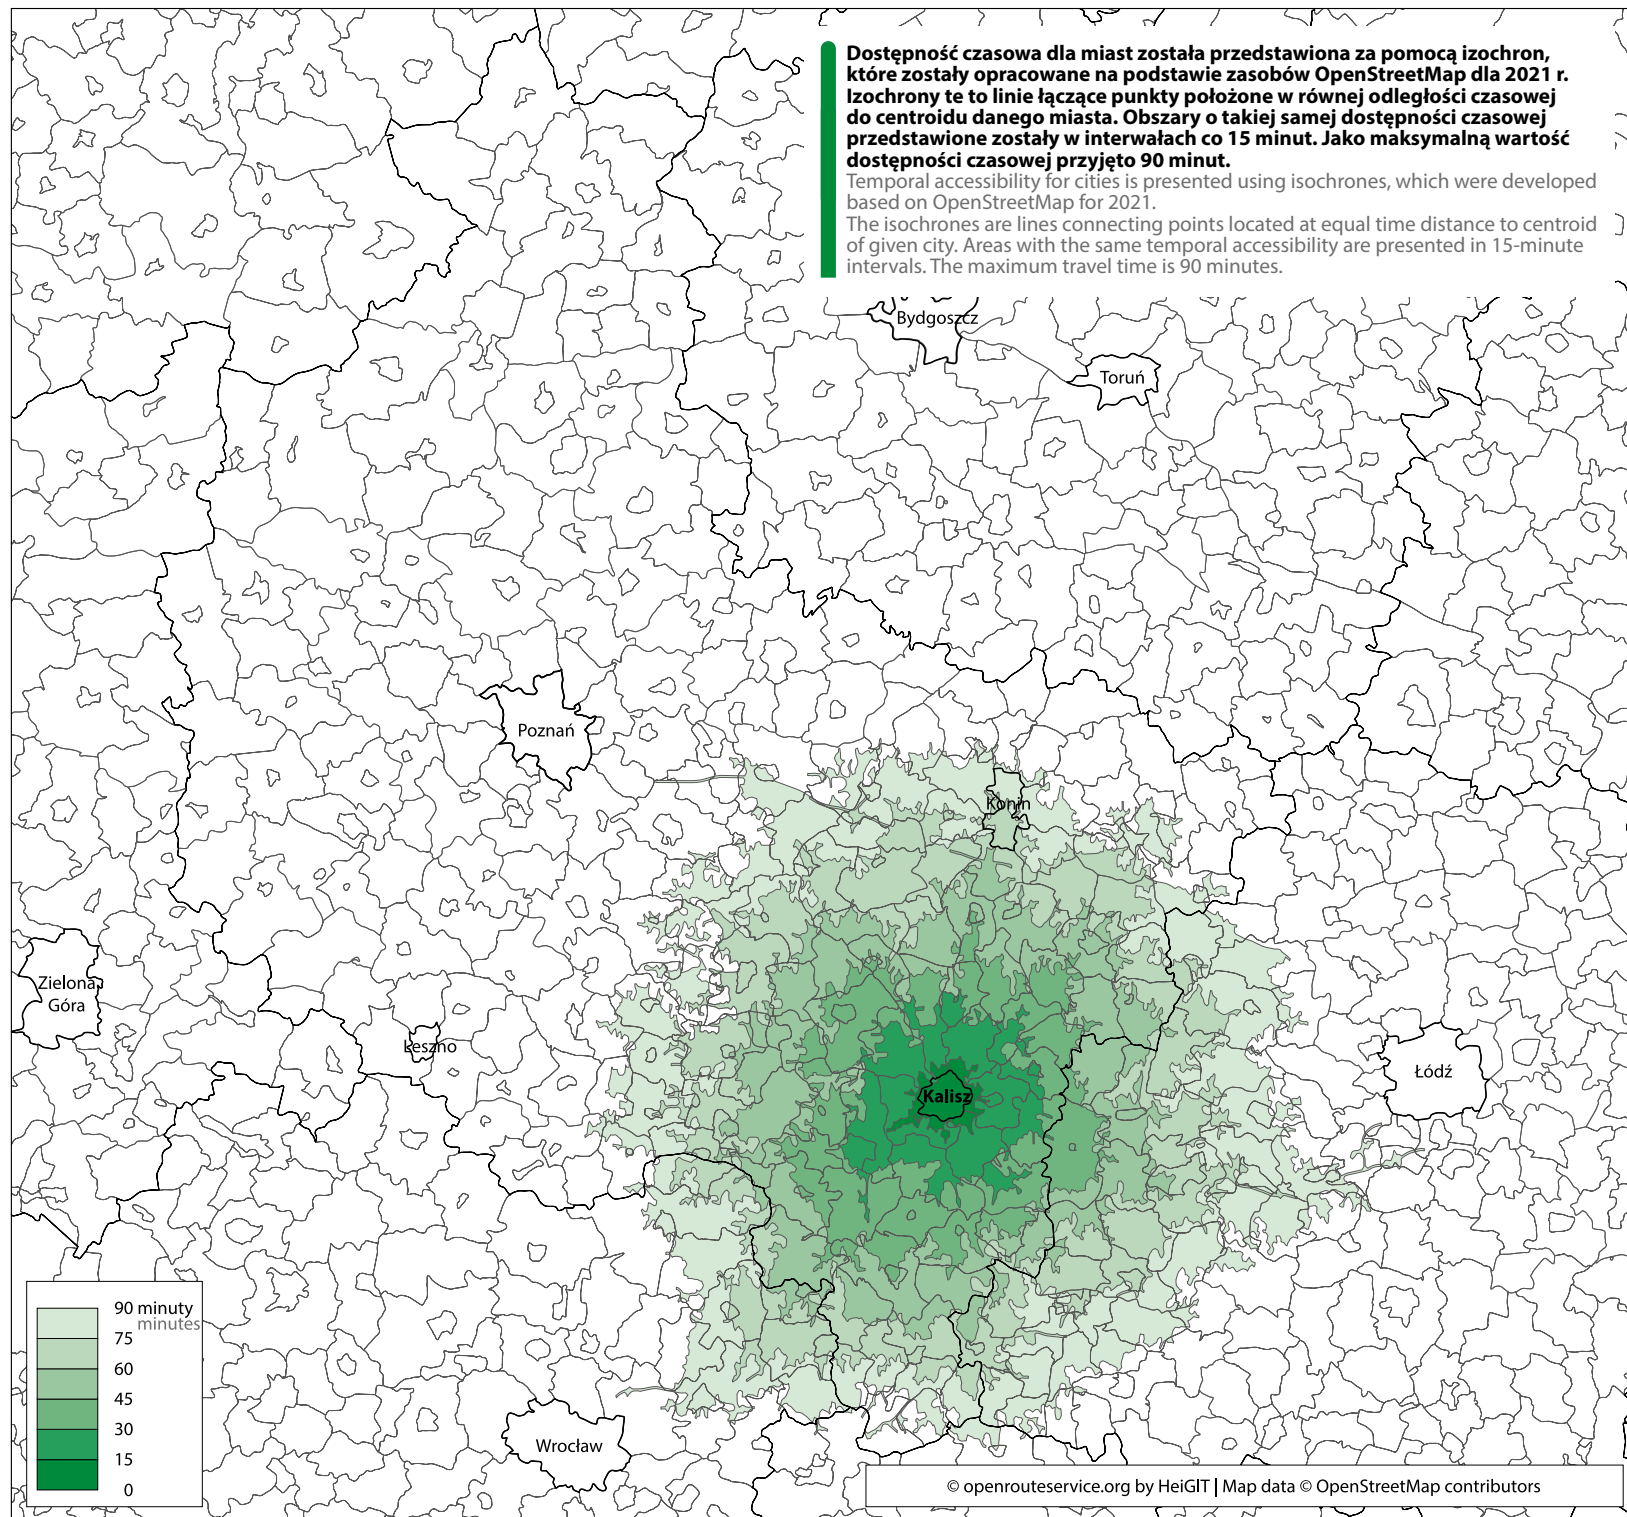 Dostępność czasowa dla miast została przedstawiona za pomocą izochron,
które zostały opracowane na podstawie zasobów OpenStreetMap dla 2021 r.
Izochrony te to linie łączące punkty położone w równej odległości czasowej
do centroidu danego miasta. Obszary o takiej samej dostępności czasowej
przedstawione zostały w interwałach co 15 minut. Jako maksymalną wartość
dostępności czasowej przyjęto 90 minut.
Temporal accessibility for cities is presented using isochrones, which were developed
based on OpenStreetMap for 2021.
The isochrones are lines connecting points located at equal time distance to centroid
of given city. Areas with the same temporal accessibility are presented in 15-minute
intervals. The maximum travel time is 90 minutes.
Bydgoszcz
Toruń
Poznań
Konin
Zielona
Góra
Leszno
Łódź
Kalisz
90 minuty
minutes
75
60
45
30
15
0
Wrocław
© openrouteservice.org by HeiGIT | Map data © OpenStreetMap contributors